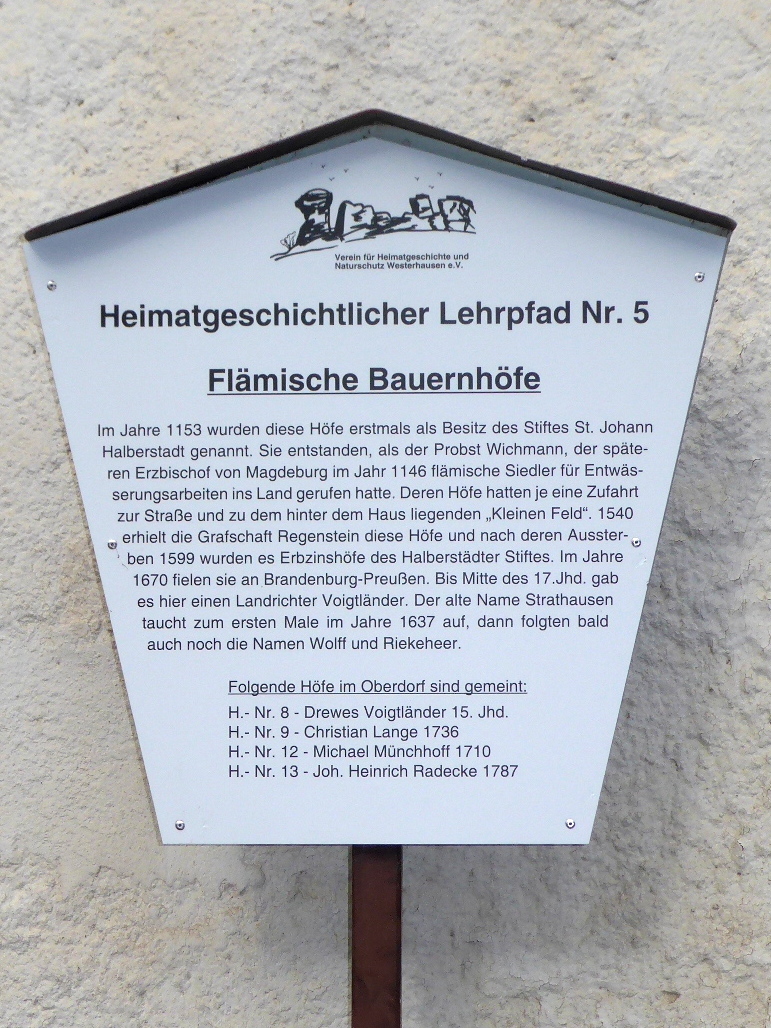 Verein für Heimatgeschichte und
Naturschutz Westerhausen e.V.
Heimatgeschichtlicher Lehrpfad Nr. 5
Flämische Bauernhöfe
Im Jahre 1153 wurden diese Höfe erstmals als Besitz des Stiftes St. Johann
Halberstadt genannt. Sie entstanden, als der Probst Wichmann, der späte-
ren Erzbischof von Magdeburg im Jahr 1146 flämische Siedler für Entwäs-
serungsarbeiten ins Land gerufen hatte. Deren Höfe hatten je eine Zufahrt
zur Straße und zu dem hinter dem Haus liegenden „Kleinen Feld“. 1540
erhielt die Grafschaft Regenstein diese Höfe und nach deren Ausster-
ben 1599 wurden es Erbzinshöfe des Halberstädter Stiftes. Im Jahre
1670 fielen sie an Brandenburg-Preußen. Bis Mitte des 17.Jhd. gab
es hier einen Landrichter Voigtländer. Der alte Name Strathausen
taucht zum ersten Male im Jahre 1637 auf, dann folgten bald
auch noch die Namen Wolff und Riekeheer.
Folgende Höfe im Oberdorf sind gemeint:
H.- Nr. 8 - Drewes Voigtländer 15. Jhd.
H.- Nr. 9 - Christian Lange 1736
H.- Nr. 12 - Michael Münchhoff 1710
H.- Nr. 13 - Joh. Heinrich Radecke 1787